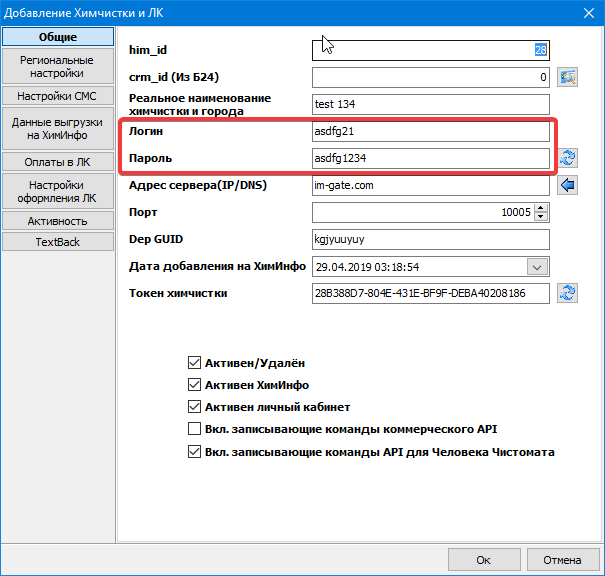 Добавление Химчистки и ЛК
Общие
Региональные
настройки
Настройки СМС
Данные выгрузки
на ХимИнфо
Оплаты в ЛК
Настройки
оформления ЛК
Активность
TextBack
him_id 28
crm_id (Из Б24) 0
Реальное наименование
химчистки и города test 134
Логин asdfg21
Пароль asdfg1234
Адрес сервера(IP/DNS) im-gate.com
Порт 10005
Dep GUID kgjyuuyuy
Дата добавления на ХимИнфо 29.04.2019 03:18:54
Токен химчистки 28B388D7-804E-431E-BF9F-DEBA40208186
Активен/Удалён
Активен ХимИнфо
Активен личный кабинет
Вкл. записывающие команды коммерческого API
Вкл. записывающие команды API для Человека Чистомата
Ок Отмена